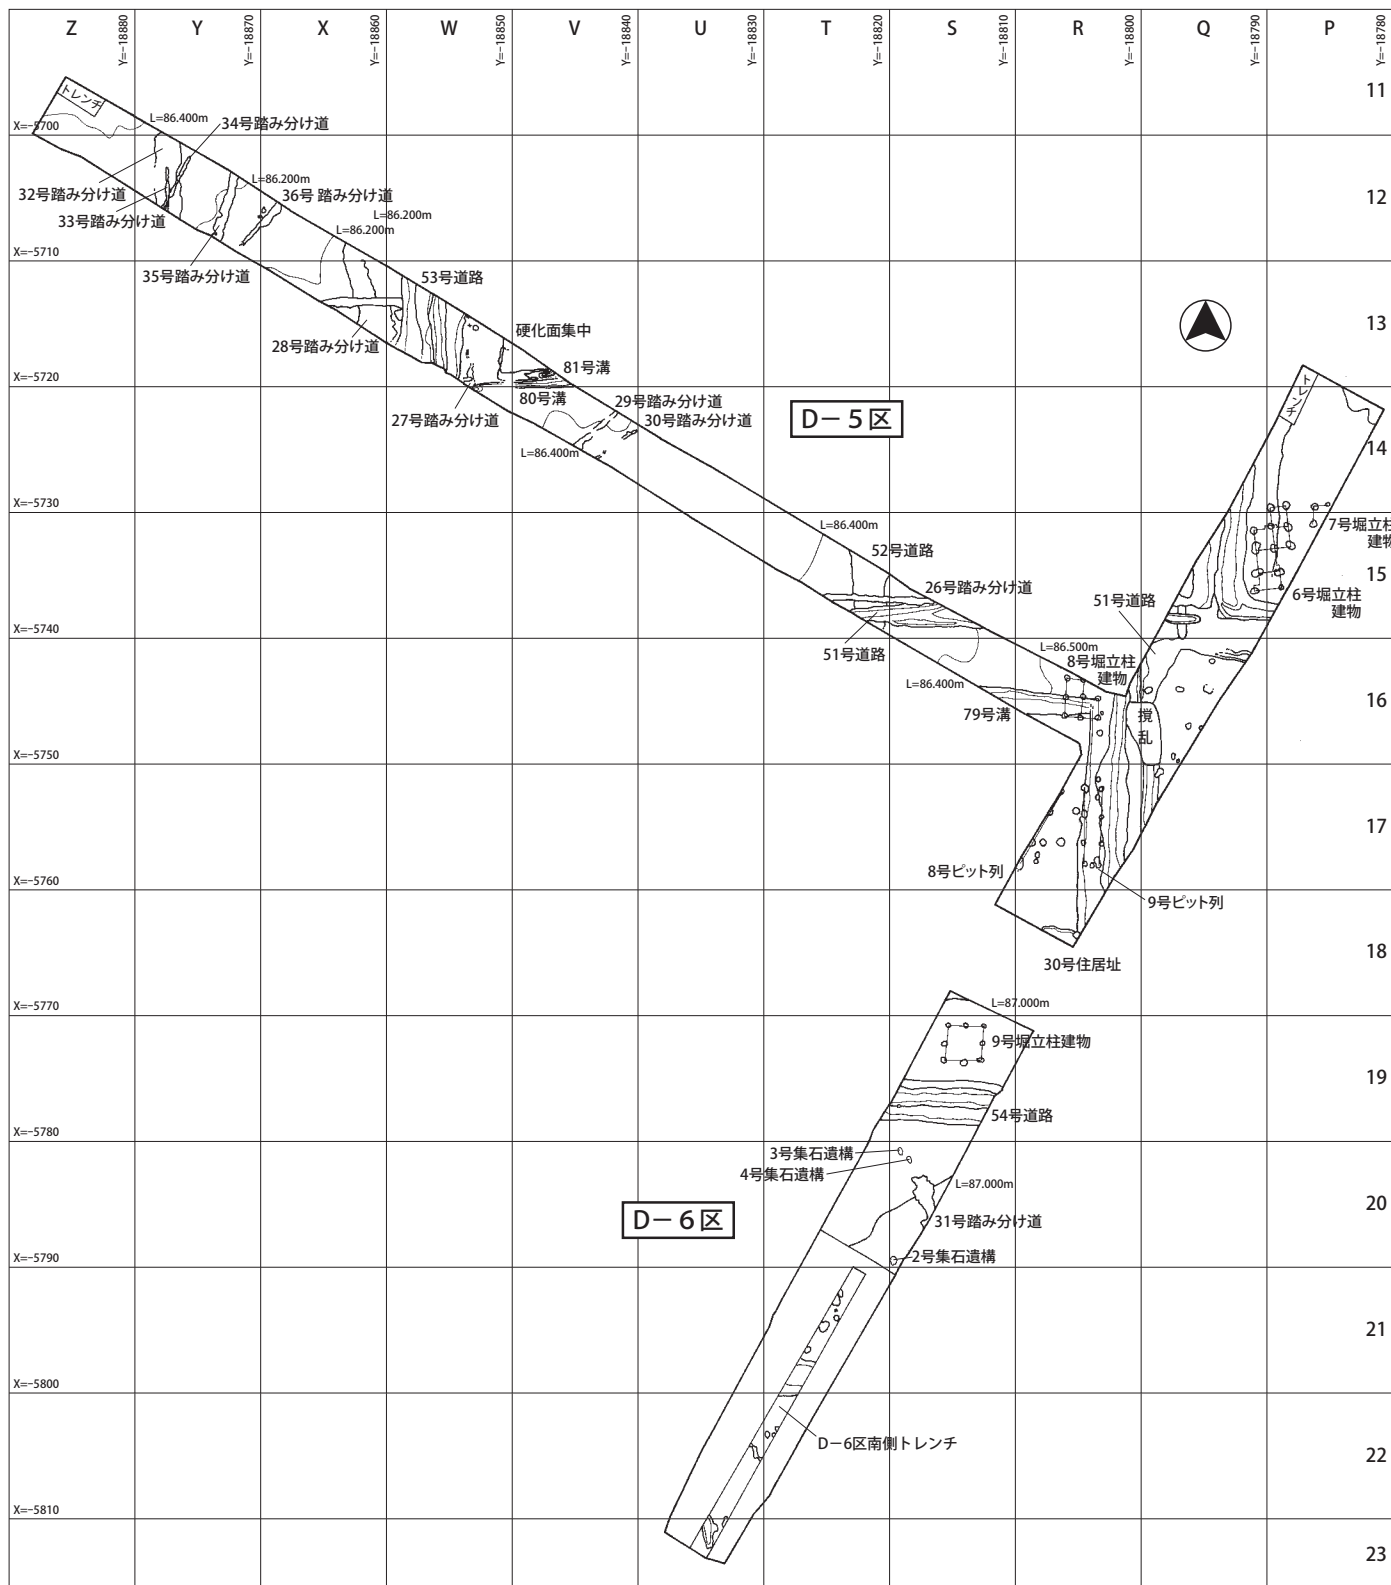 Z
Y=-18880
Y
Y=-18870
X
Y=-18860
W
Y=-18850
V
Y=-18840
U
Y=-18830
T
Y=-18820
S
Y=-18810
R
Y=-18800
Q
Y=-18790
P
Y=-18780
11
トレンチ
L=86.400m
34号踏み分け道
X=-5700
L=86.200m
36号 踏み分け道
32号踏み分け道
12
L=86.200m
33号踏み分け道
L=86.200m
X=-5710
35号踏み分け道
53号道路
硬化面集中
13
28号踏み分け道
81号溝
X=-5720
80号溝
29号踏み分け道
27号踏み分け道
30号踏み分け道
D-5区
トレンチ
L=86.400m
14
X=-5730
L=86.400m
7号堀立柱
建物
52号道路
15
26号踏み分け道
51号道路
6号堀立柱
建物
X=-5740
L=86.500m
51号道路
8号堀立柱
建物
L=86.400m
16
79号溝
撹乱
X=-5750
17
8号ピット列
X=-5760
9号ピット列
18
30号住居址
X=-5770
L=87.000m
9号堀立柱建物
19
54号道路
X=-5780
3号集石遺構
4号集石遺構
L=87.000m
20
D-6区
31号踏み分け道
2号集石遺構
X=-5790
21
X=-5800
D-6区南側トレンチ
22
X=-5810
23